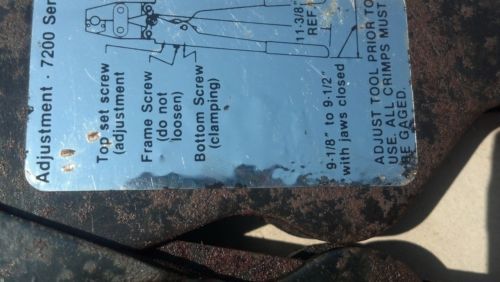 Adjustment · 7200 Ser
Top set screw
(adjustment
Frame Screw
(do not
loosen)
Bottom Screw
(clamping)
11-3/8"
REF.
9-1/8" to 9-1/2"
with jaws closed
ADJUST TOOL PRIOR TO
USE. ALL CRIMPS MUST
BE GAGED.